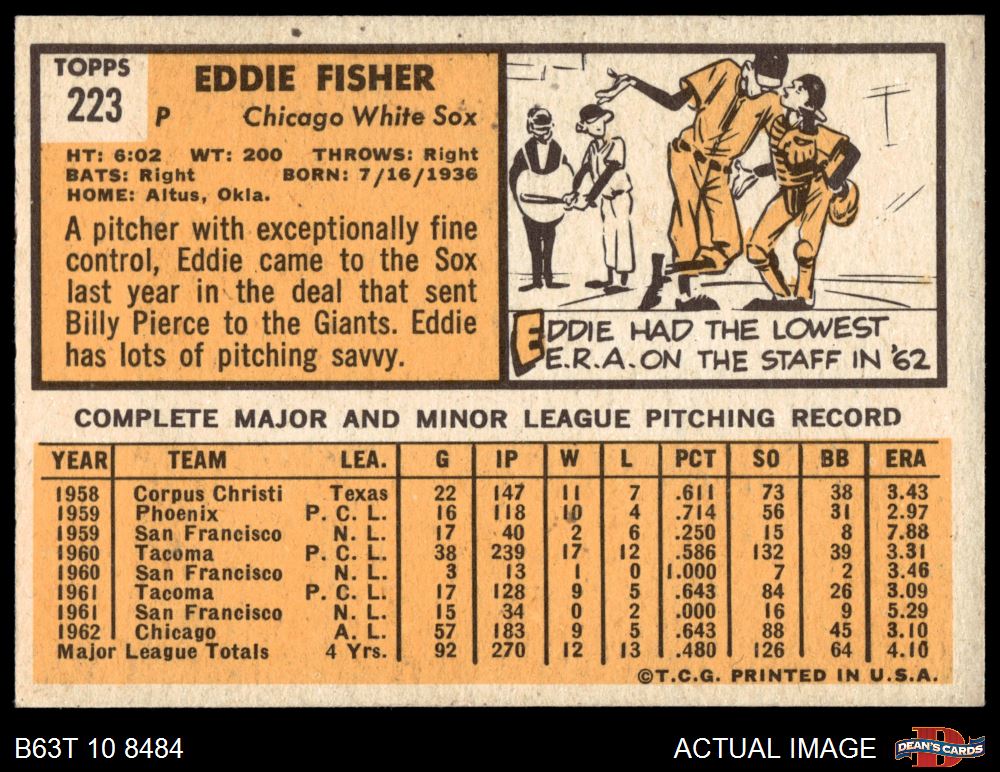 TOPPS
223
P
EDDIE FISHER
Chicago White Sox
HT: 6:02 WT: 200 THROWS: Right
BATS: Right BORN: 7/16/1936
HOME: Altus, Okla.
A pitcher with exceptionally fine
control, Eddie came to the Sox
last year in the deal that sent
Billy Pierce to the Giants. Eddie
has lots of pitching savvy.
EDDIE HAD THE LOWEST
E.R.A. ON THE STAFF IN '62
COMPLETE MAJOR AND MINOR LEAGUE PITCHING RECORD
YEAR TEAM LEA. G IP W L PCT SO BB ERA
1958 Corpus Christi Texas 22 147 11 7 .611 73 38 3.43
1959 Phoenix P. C. L. 16 118 10 4 .714 56 31 2.97
1959 San Francisco N. L. 17 40 2 6 .250 15 8 7.88
1960 Tacoma P. C. L. 38 239 17 12 .586 132 39 3.31
1960 San Francisco N. L. 3 13 1 0 1.000 7 2 3.46
1961 Tacoma P. C. L. 17 128 9 5 .643 84 26 3.09
1961 San Francisco N. L. 15 34 0 2 .000 16 9 5.29
1962 Chicago A. L. 57 183 9 5 .643 88 45 3.10
Major League Totals 4 Yrs. 92 270 12 13 .480 126 64 4.10
©T.C.G. PRINTED IN U.S.A.
B63T 10 8484
ACTUAL IMAGE
D
DEAN'S CARDS